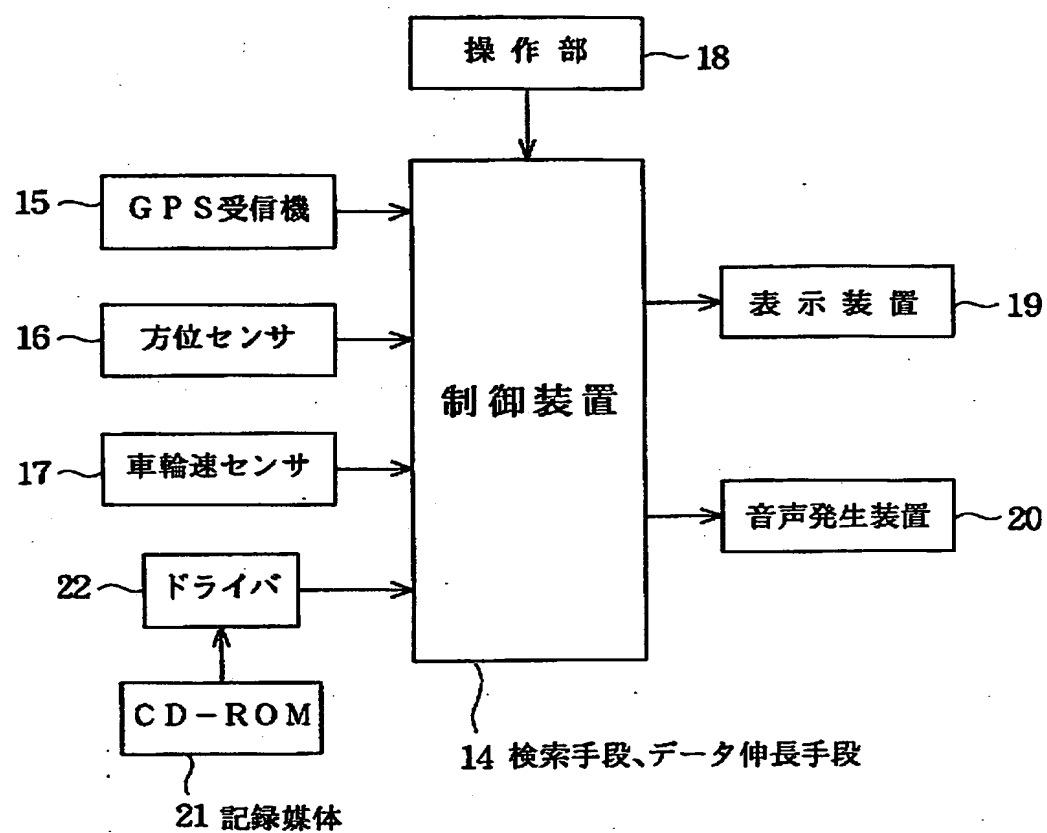 操作部
18
15
GPS受信機
16
方位センサ
表示装置
19
制御装置
17
車輪速センサ
音声発生装置
20
22
ドライバ
CD-ROM
14 検索手段、データ伸長手段
21 記録媒体